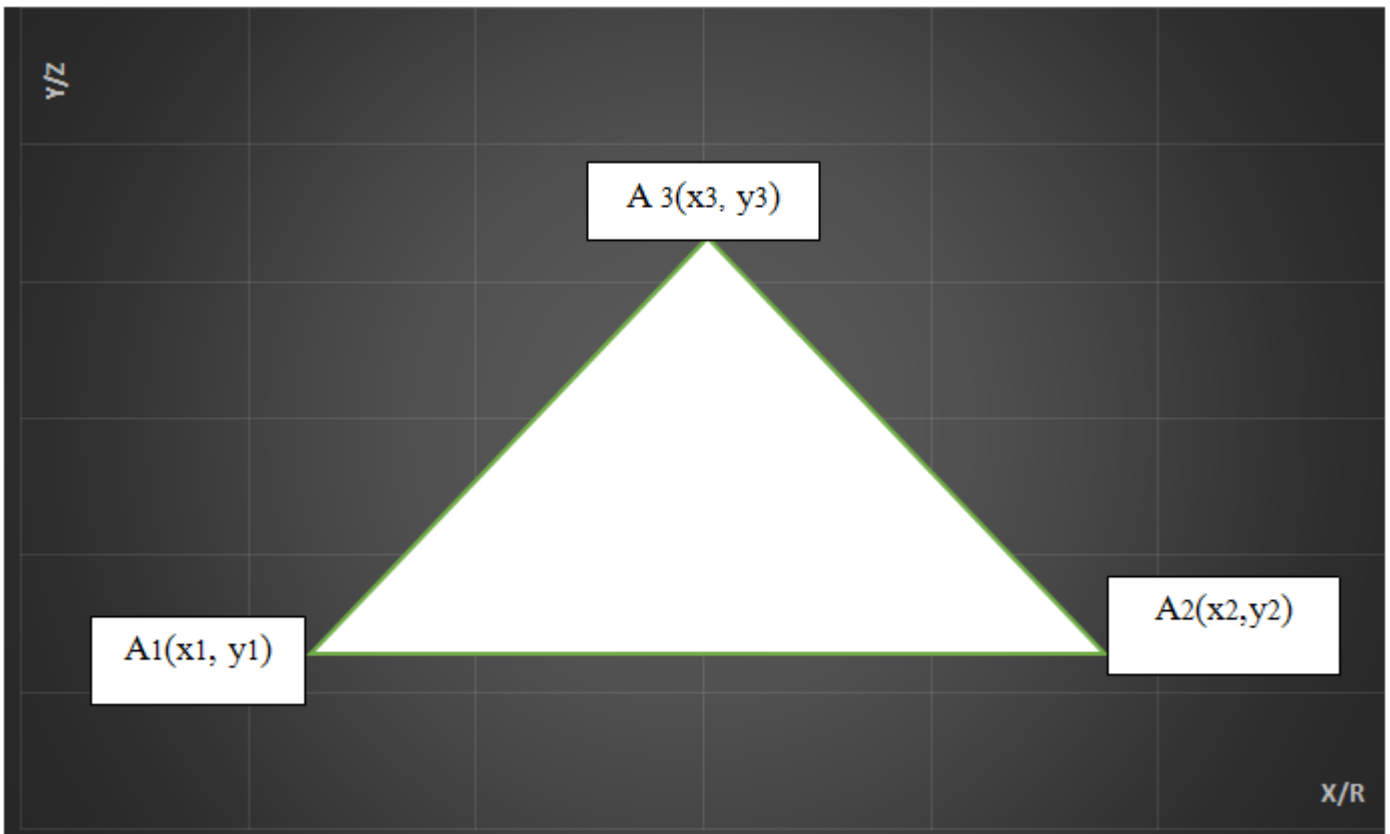 Y/Z
A 3(x3, y3)
A2(x2,y2)
A1(x1, y1)
X/R